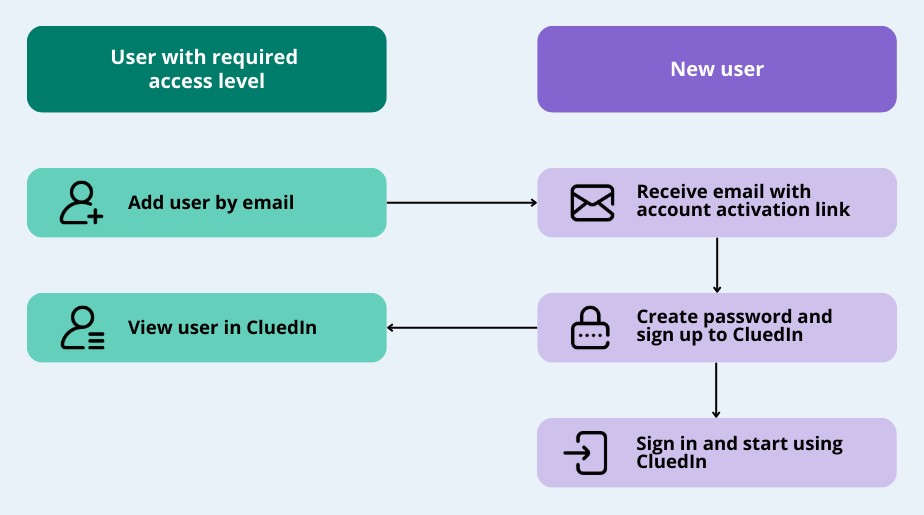 User with required
access level
New user
Add user by email
Receive email with
account activation link
View user in CluedIn
Create password and
sign up to CluedIn
Sign in and start using
CluedIn